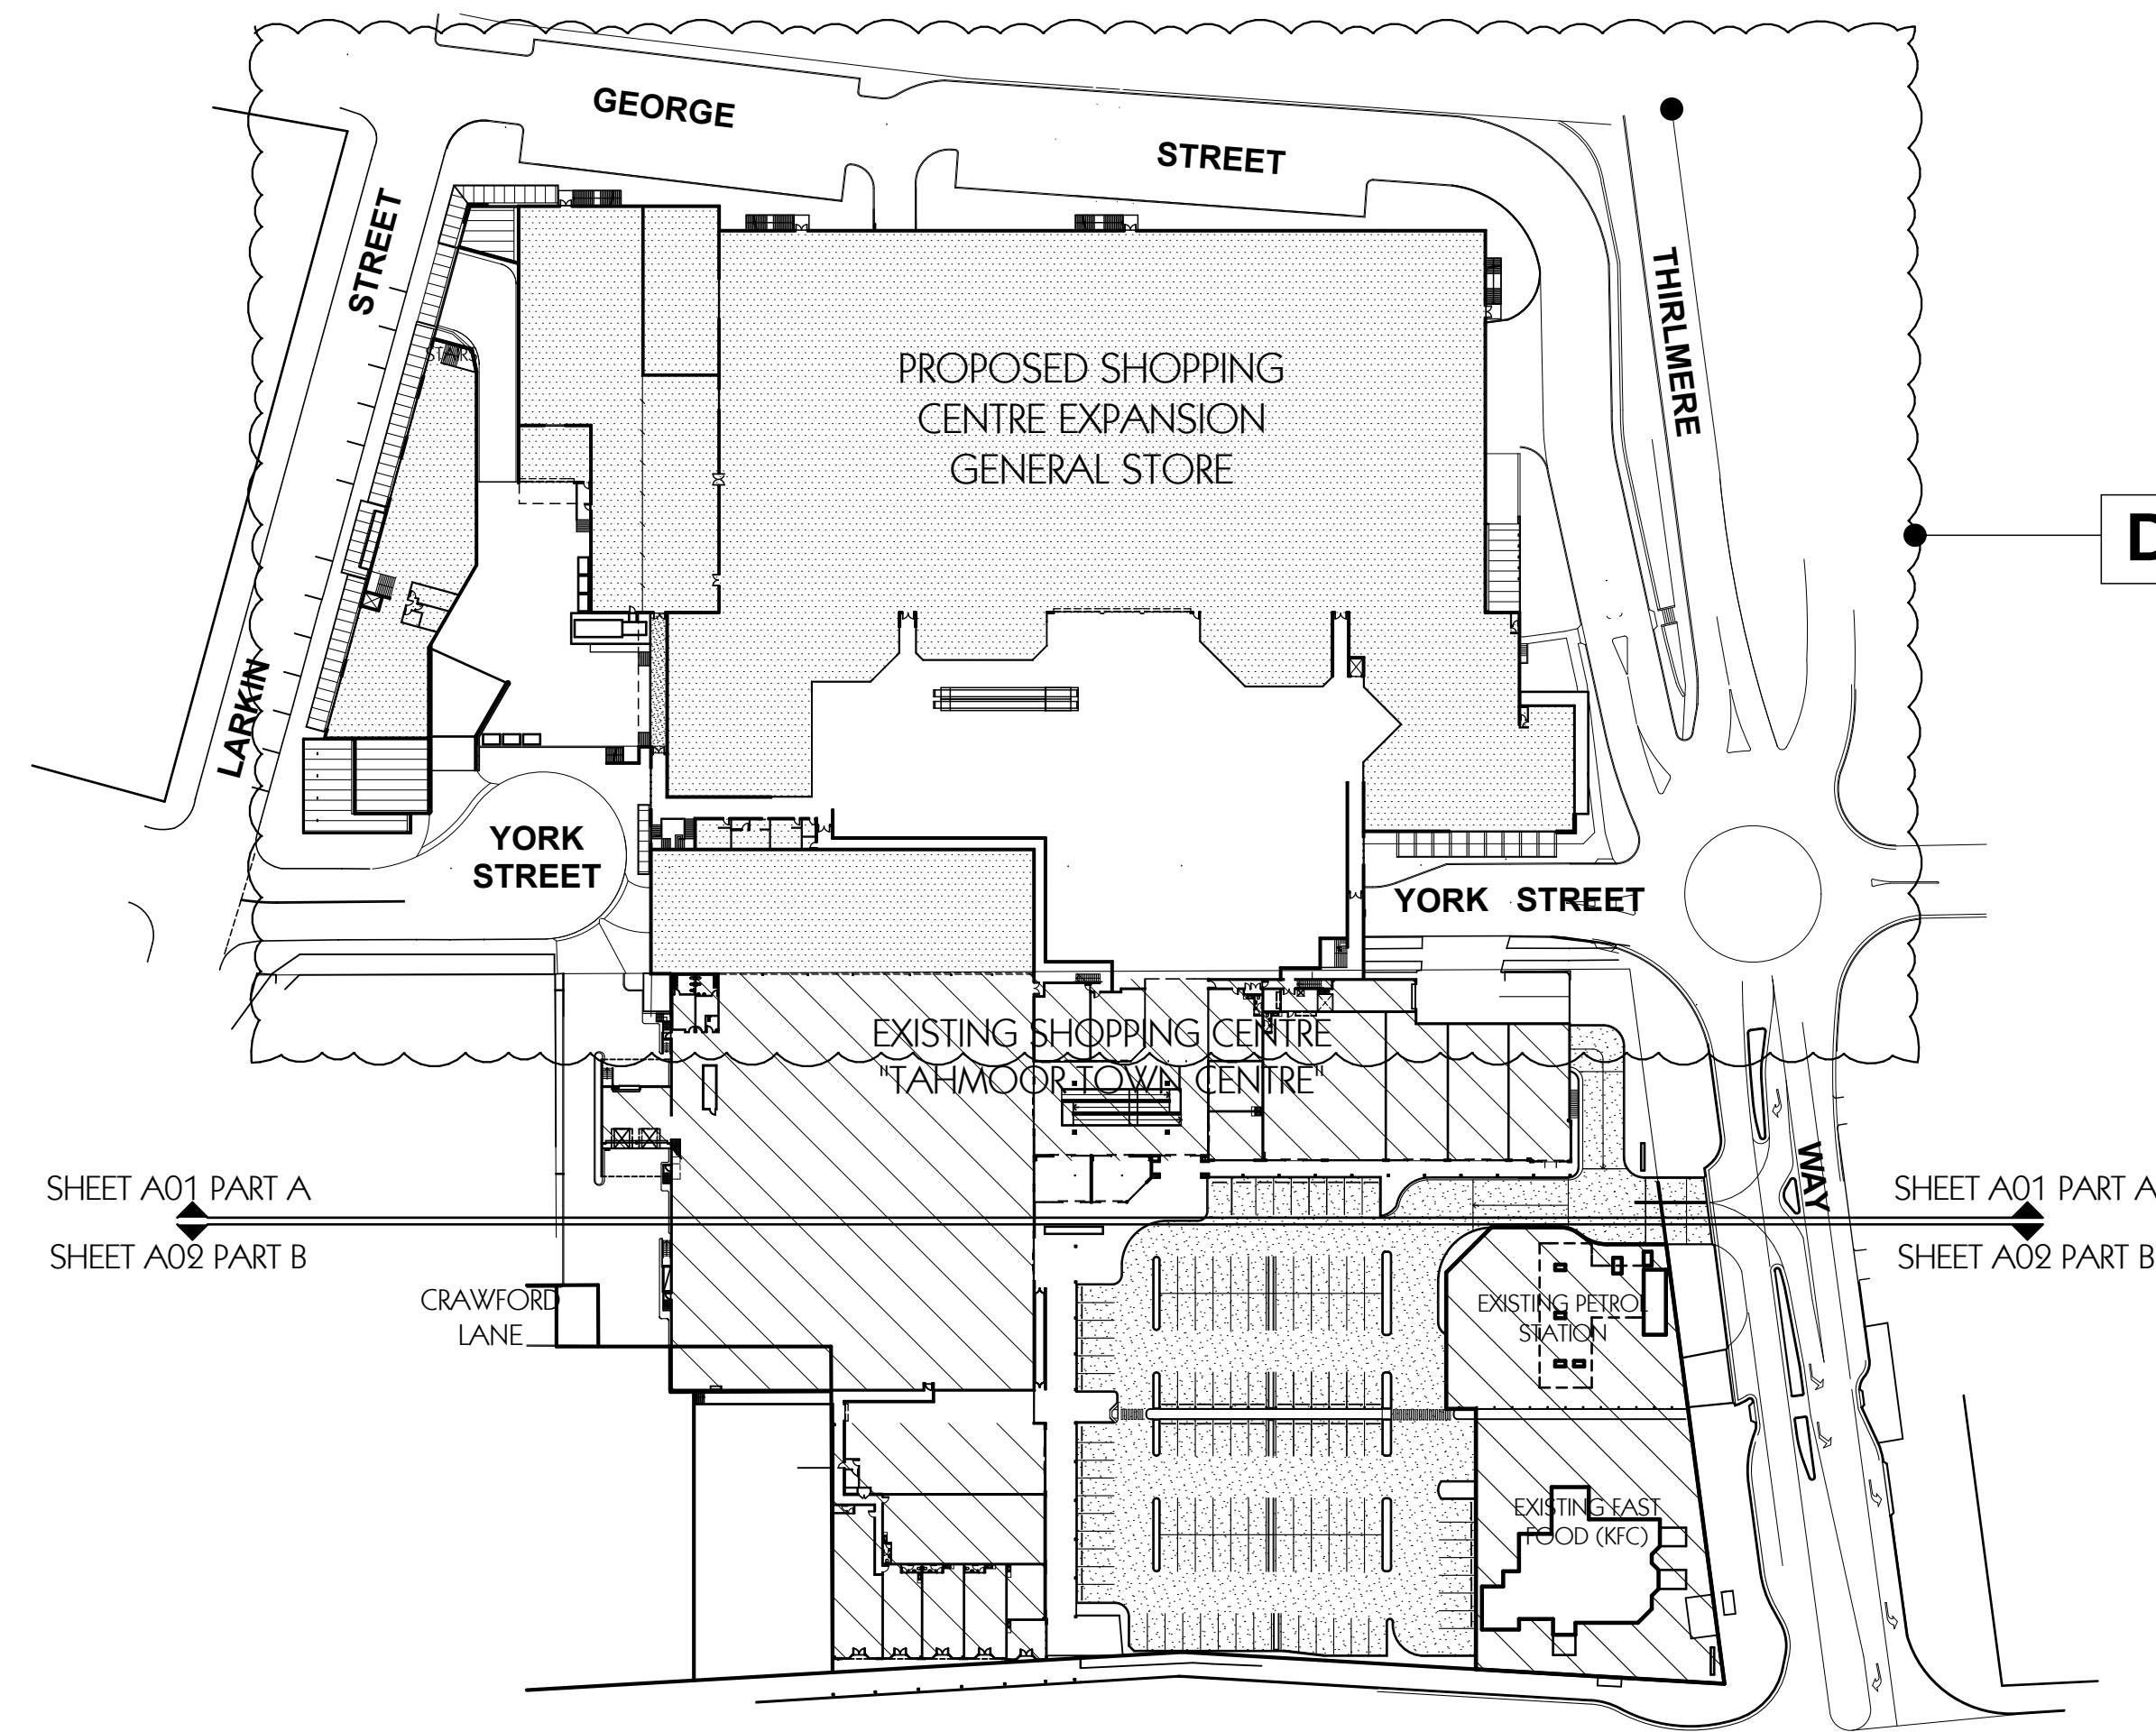 GEORGE
STREET
STREET
THIRLMERE
STAIRS
PROPOSED SHOPPING
CENTRE EXPANSION
GENERAL STORE
D
LARKIN
YORK
STREET
YORK STREET
EXISTING SHOPPING CENTRE
"TAHMOOR TOWN CENTRE"
WAY
SHEET A01 PART A
SHEET A02 PART B
SHEET A01 PART A
SHEET A02 PART B
CRAWFORD
LANE
EXISTING PETROL
STATION
EXISTING FAST
FOOD (KFC)